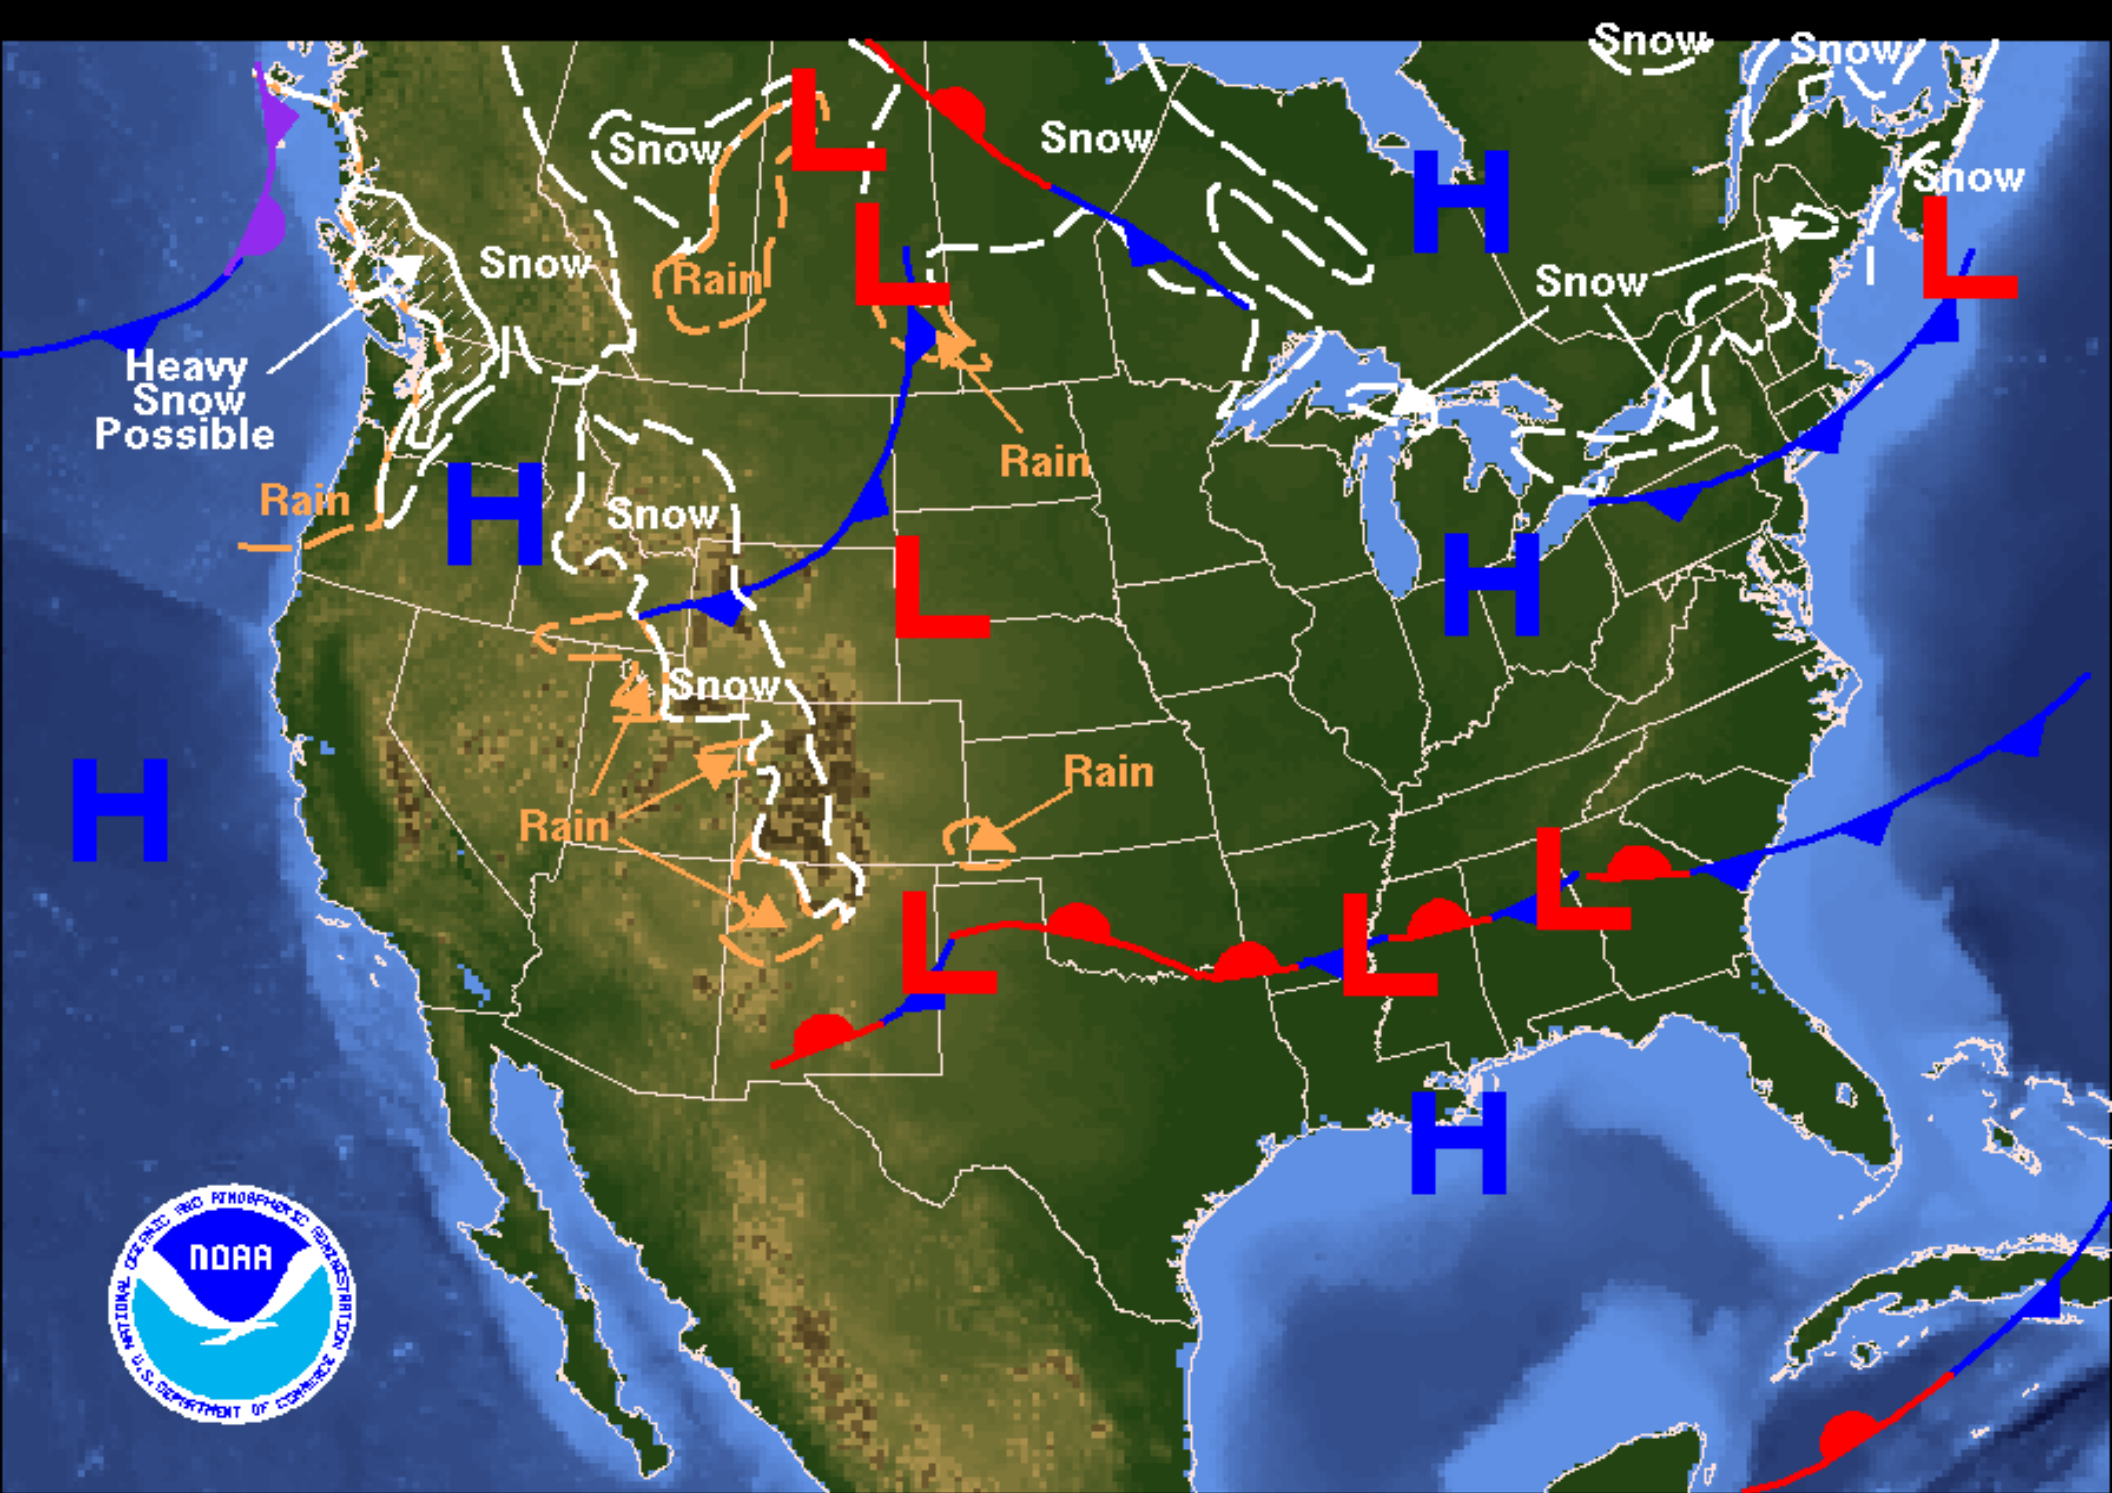 Snow
Snow
Snow
Snow
Snow
Snow
Rain
Snow
Heavy
Snow
Possible
Rain
Rain
Snow
Snow
Rain
Rain
L
L
L
L
L
L
L
H
H
H
H
H
NOAA
NATIONAL OCEANIC AND ATMOSPHERIC ADMINISTRATION
U.S. DEPARTMENT OF COMMERCE